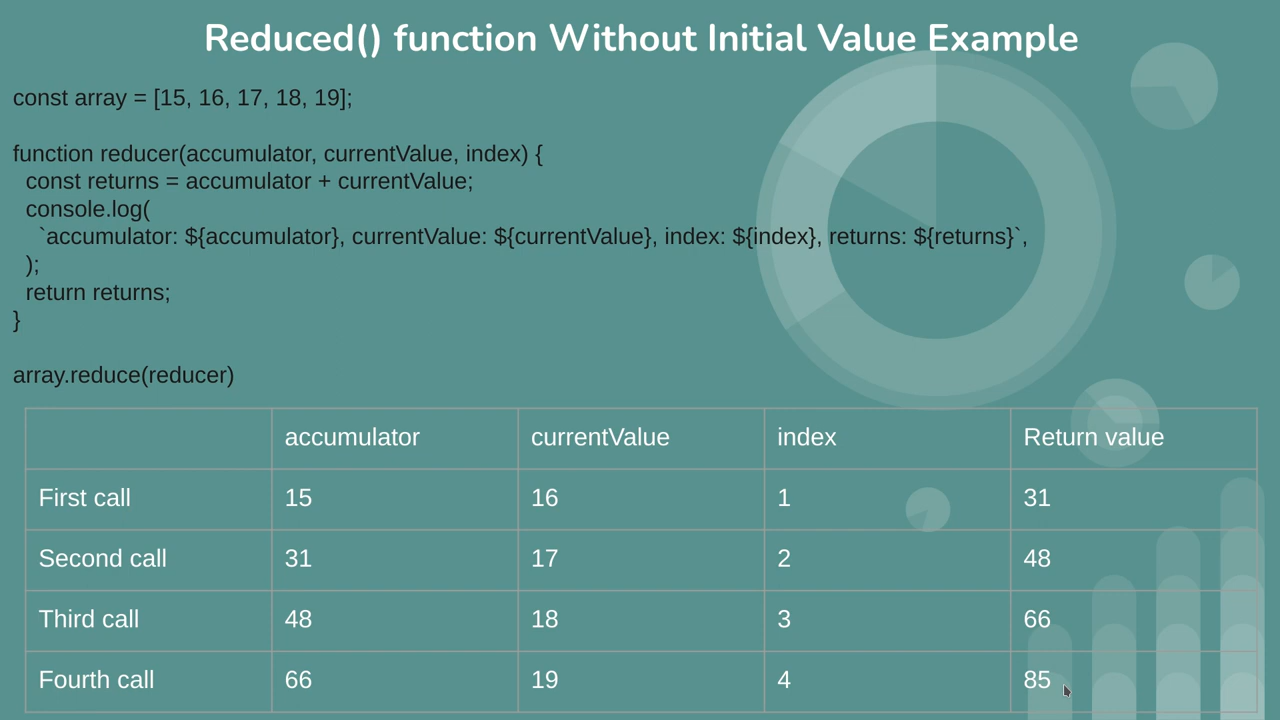 Reduced() function Without Initial Value Example
const array = [15, 16, 17, 18, 19];
function reducer(accumulator, currentValue, index) {
const returns = accumulator + currentValue;
console.log(
`accumulator: ${accumulator}, currentValue: ${currentValue}, index: ${index}, returns: ${returns}`,
);
return returns;
}
array.reduce(reducer)
accumulator currentValue index Return value
First call 15 16 1 31
Second call 31 17 2 48
Third call 48 18 3 66
Fourth call 66 19 4 85